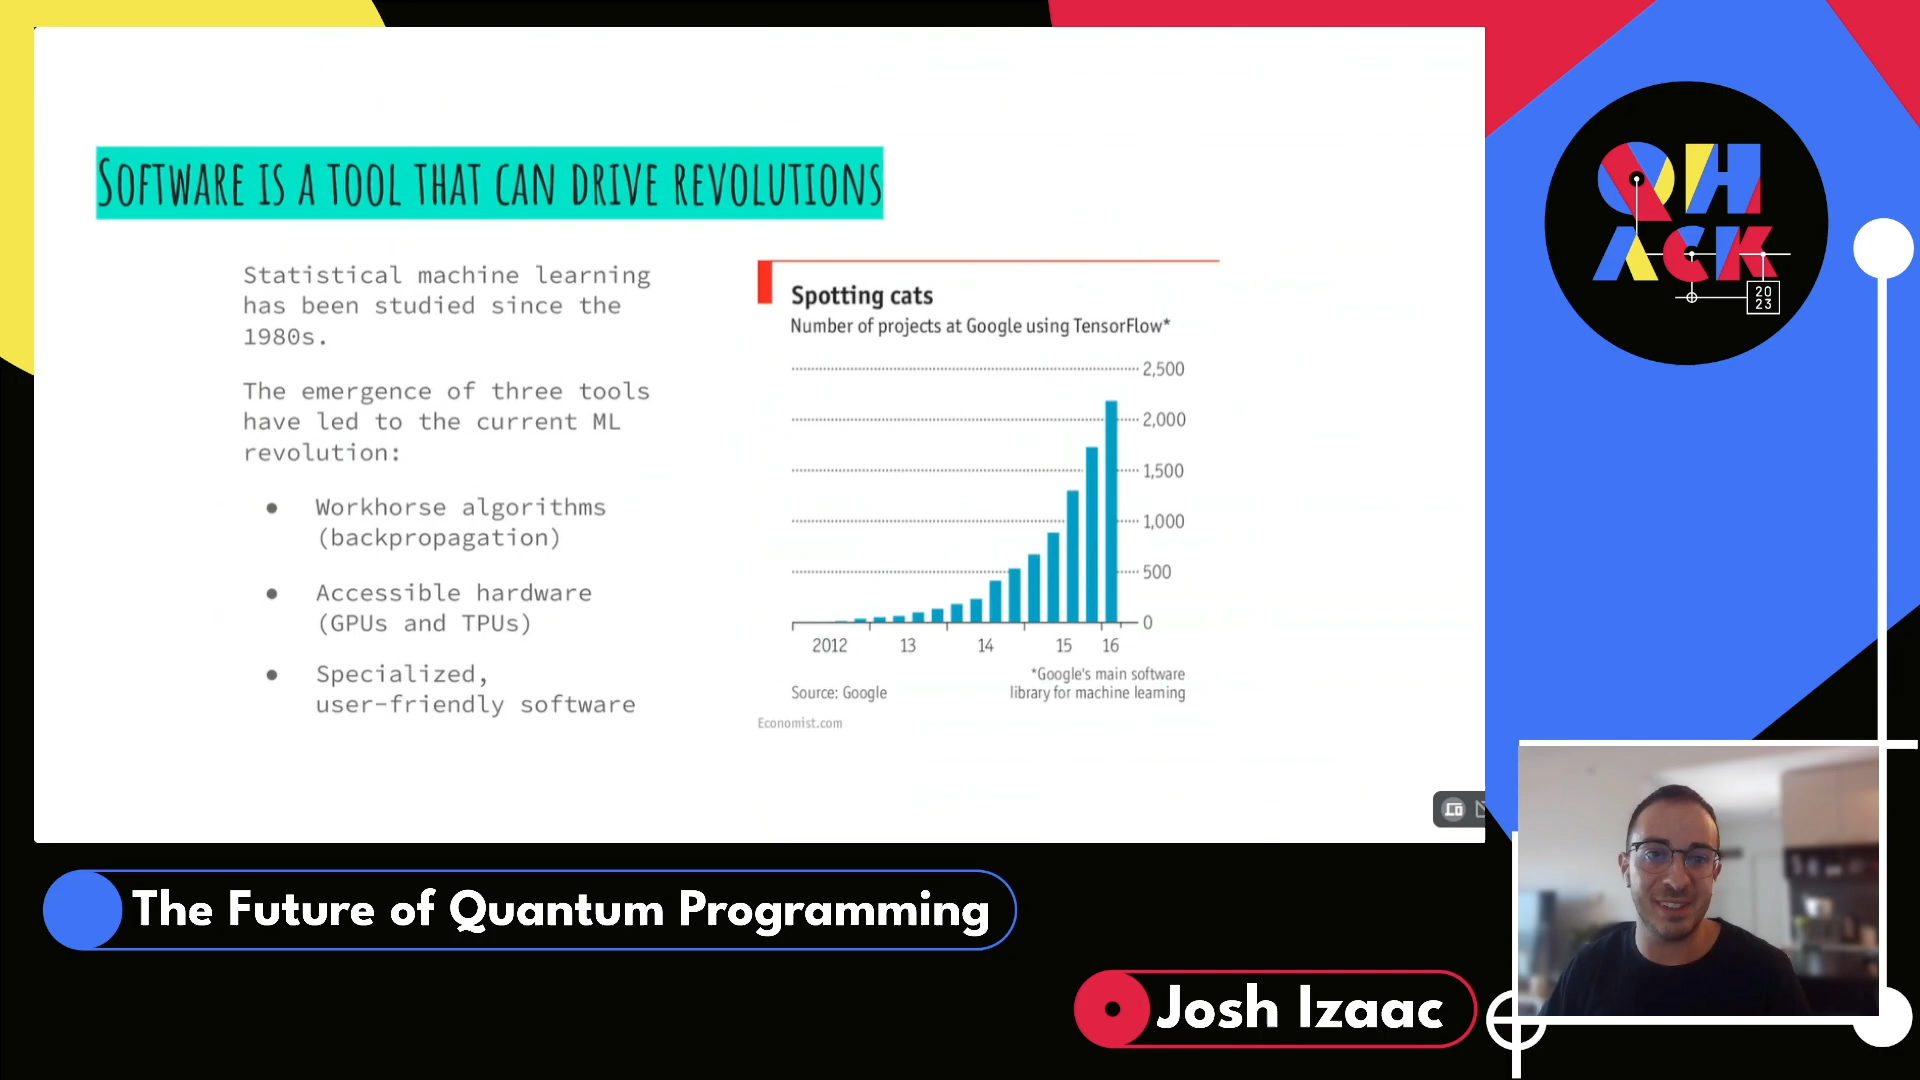 SOFTWARE IS A TOOL THAT CAN DRIVE REVOLUTIONS
Statistical machine learning
has been studied since the
1980s.
The emergence of three tools
have led to the current ML
revolution:
● Workhorse algorithms
(backpropagation)
● Accessible hardware
(GPUs and TPUs)
● Specialized,
user-friendly software
Spotting cats
Number of projects at Google using TensorFlow*
2,500
2,000
1,500
1,000
500
0
2012 13 14 15 16
*Google's main software
library for machine learning
Source: Google
Economist.com
QH
ACK
20
23
The Future of Quantum Programming
Josh Izaac